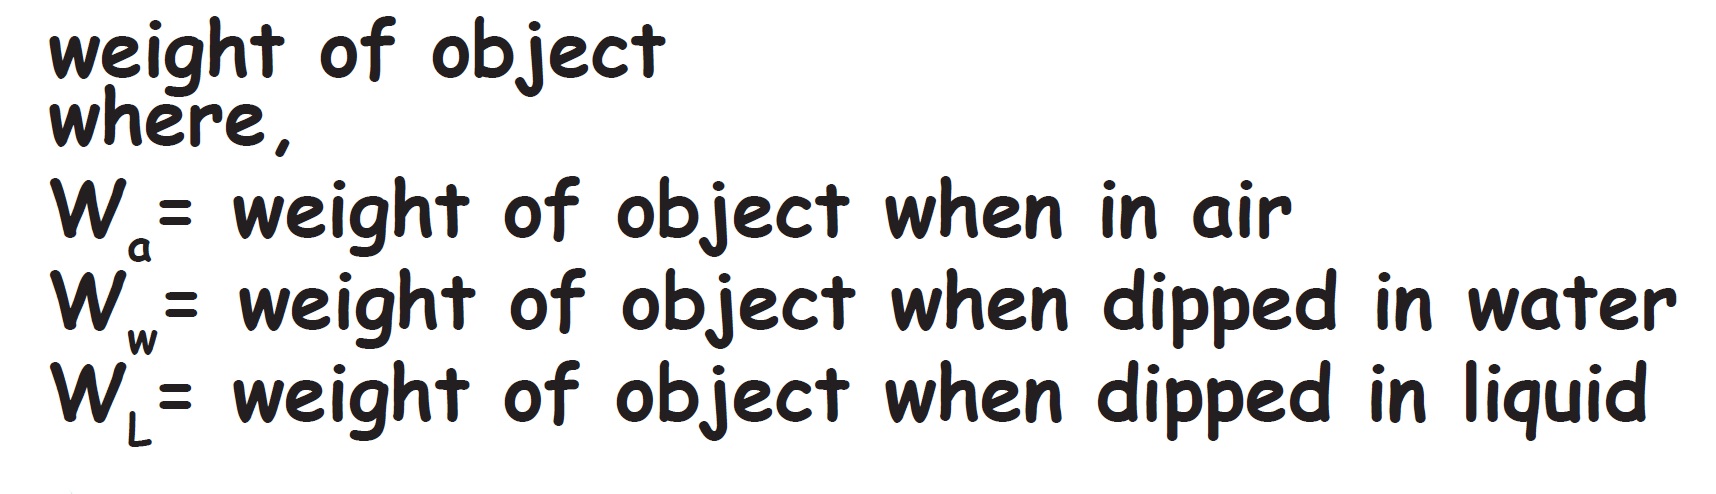 weight of object
where,
Wₐ= weight of object when in air
W_w= weight of object when dipped in water
W_L= weight of object when dipped in liquid